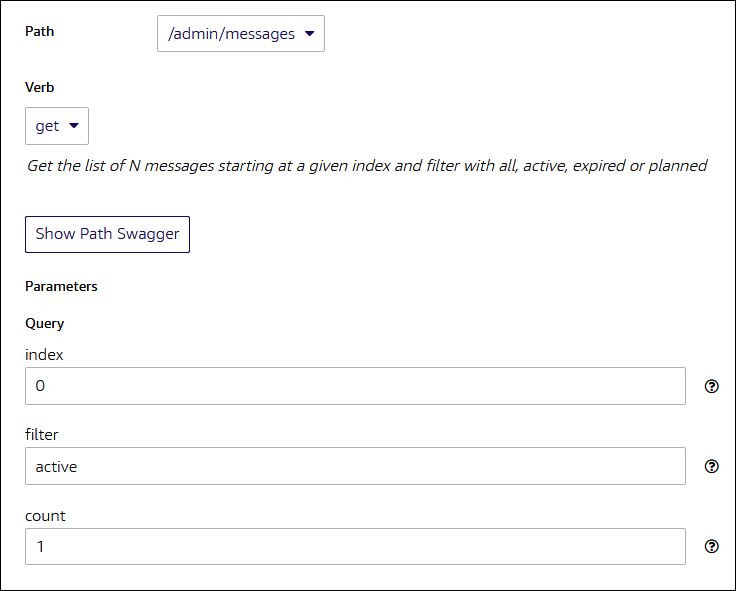 Path
/admin/messages
Verb
get
Get the list of N messages starting at a given index and filter with all, active, expired or planned
Show Path Swagger
Parameters
Query
index
0
filter
active
count
1